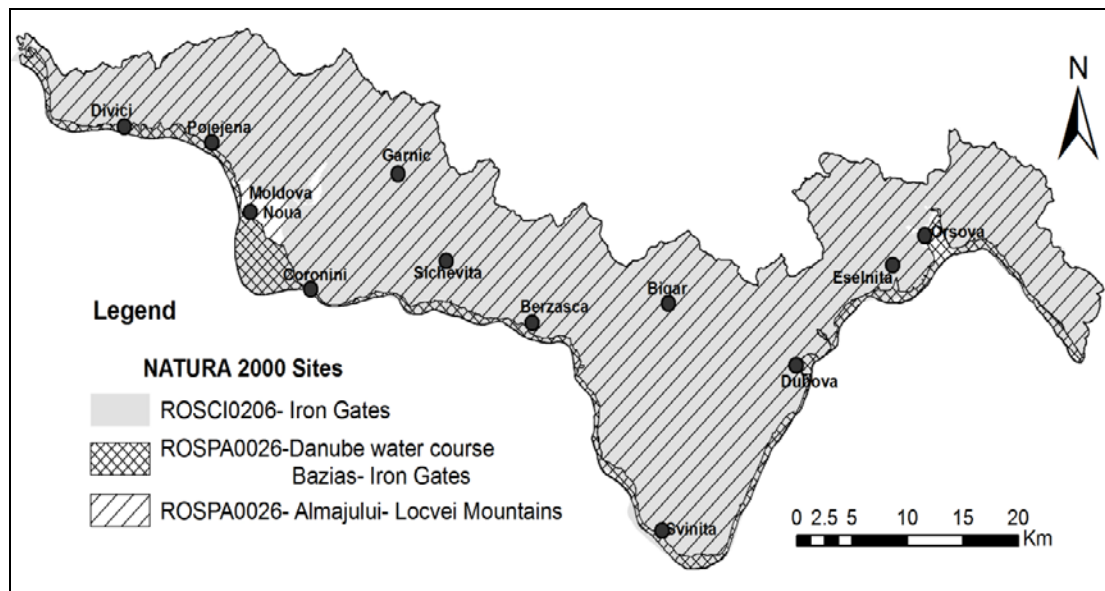 N
Divici
Pojejena
Garnic
Moldova
Noua
Orsova
Coronini
Sichevita
Eselnita
Bigar
Berzasca
Dubova
Svinita
Legend
NATURA 2000 Sites
ROSCI0206- Iron Gates
ROSPA0026-Danube water course
Bazias- Iron Gates
ROSPA0026- Almajului- Locvei Mountains
0 2.5 5 10 15 20
Km